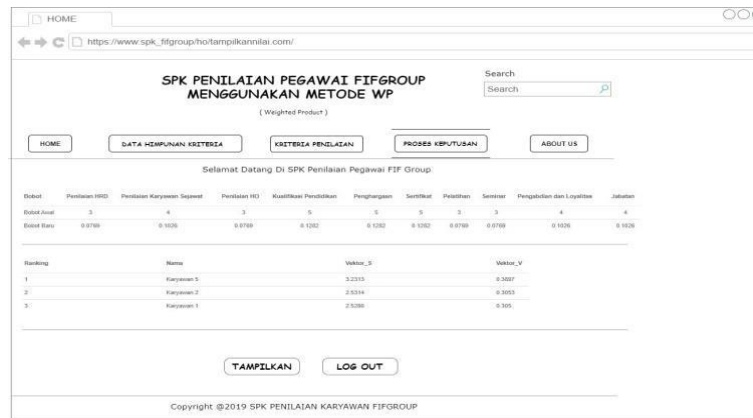 HOME
https://www.spk_fifgroup/ho/tampilkannilai.com/
SPK PENILAIAN PEGAWAI FIFGROUP
MENGGUNAKAN METODE WP
( Weighted Product )
Search
Search
HOME DATA HIMPUNAN KRITERIA KRITERIA PENILAIAN PROSES KEPUTUSAN ABOUT US
Selamat Datang Di SPK Penilaian Pegawai FIF Group
Bobot Penilaian HRD Penilaian Karyawan Sejawat Penilaian HO Kualifikasi Pendidikan Penghargaan Sertifikat Pelatihan Seminar Pengabdian dan Loyalitas Jabatan
Bobot Awal 3 4 3 5 5 5 3 3 4 4
Bobot Baru 0.0769 0.1026 0.0769 0.1282 0.1282 0.1282 0.0769 0.0769 0.1026 0.1026
Ranking Nama Vektor_S Vektor_V
1 Karyawan 5 3.2313 0.3897
2 Karyawan 2 2.5314 0.3053
3 Karyawan 1 0.305
TAMPILKAN LOG OUT
Copyright @2019 SPK PENILAIAN KARYAWAN FIFGROUP